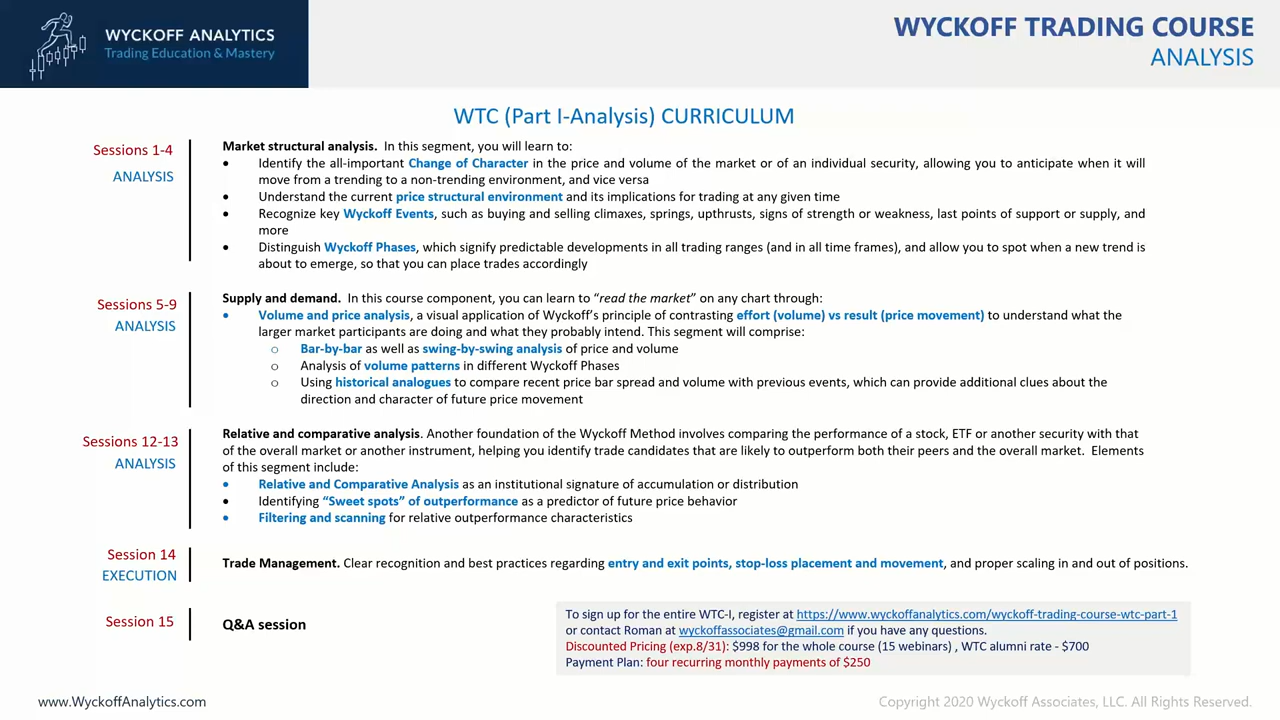 WYCKOFF ANALYTICS
Trading Education & Mastery
WYCKOFF TRADING COURSE
ANALYSIS
WTC (Part I-Analysis) CURRICULUM
Sessions 1-4
ANALYSIS
Market structural analysis. In this segment, you will learn to:
• Identify the all-important Change of Character in the price and volume of the market or of an individual security, allowing you to anticipate when it will
move from a trending to a non-trending environment, and vice versa
• Understand the current price structural environment and its implications for trading at any given time
• Recognize key Wyckoff Events, such as buying and selling climaxes, springs, upthrusts, signs of strength or weakness, last points of support or supply, and
more
• Distinguish Wyckoff Phases, which signify predictable developments in all trading ranges (and in all time frames), and allow you to spot when a new trend is
about to emerge, so that you can place trades accordingly
Sessions 5-9
ANALYSIS
Supply and demand. In this course component, you can learn to “read the market” on any chart through:
• Volume and price analysis, a visual application of Wyckoff’s principle of contrasting effort (volume) vs result (price movement) to understand what the
larger market participants are doing and what they probably intend. This segment will comprise:
o Bar-by-bar as well as swing-by-swing analysis of price and volume
o Analysis of volume patterns in different Wyckoff Phases
o Using historical analogues to compare recent price bar spread and volume with previous events, which can provide additional clues about the
direction and character of future price movement
Sessions 12-13
ANALYSIS
Relative and comparative analysis. Another foundation of the Wyckoff Method involves comparing the performance of a stock, ETF or another security with that
of the overall market or another instrument, helping you identify trade candidates that are likely to outperform both their peers and the overall market. Elements
of this segment include:
• Relative and Comparative Analysis as an institutional signature of accumulation or distribution
• Identifying “Sweet spots” of outperformance as a predictor of future price behavior
• Filtering and scanning for relative outperformance characteristics
Session 14
EXECUTION
Trade Management. Clear recognition and best practices regarding entry and exit points, stop-loss placement and movement, and proper scaling in and out of positions.
Session 15
Q&A session
To sign up for the entire WTC-I, register at https://www.wyckoffanalytics.com/wyckoff-trading-course-wtc-part-1
or contact Roman at wyckoffassociates@gmail.com if you have any questions.
Discounted Pricing (exp.8/31): $998 for the whole course (15 webinars) , WTC alumni rate - $700
Payment Plan: four recurring monthly payments of $250
www.WyckoffAnalytics.com
Copyright 2020 Wyckoff Associates, LLC. All Rights Reserved.